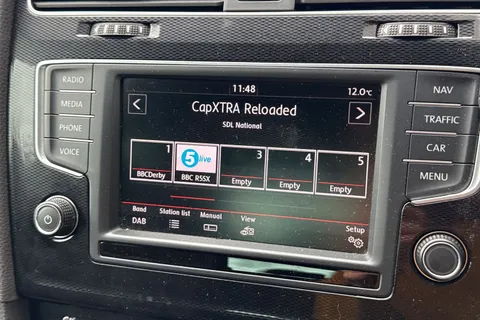 RADIO
MEDIA
PHONE
VOICE
11:48
12.0℃
CapXTRA Reloaded
SDL National
1
BBCDerby
5 live
BBC R5SX
3
Empty
4
Empty
5
Empty
Band
DAB
Station list
Manual
View
Setup
NAV
TRAFFIC
CAR
MENU